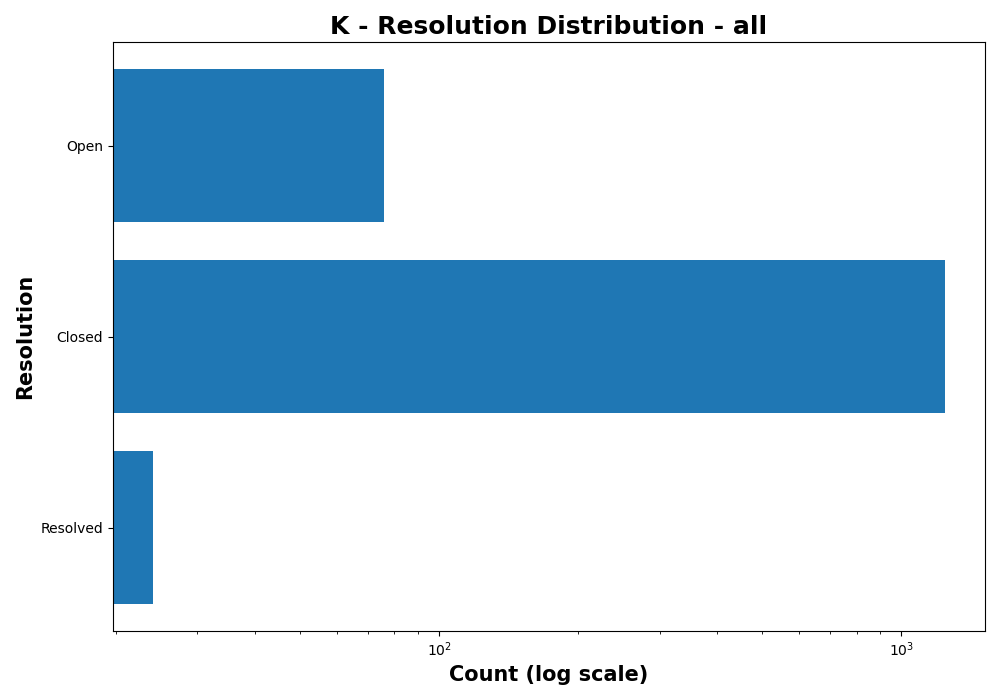 K - Resolution Distribution - all
Open
Closed
Resolved
Resolution
10²
10³
Count (log scale)